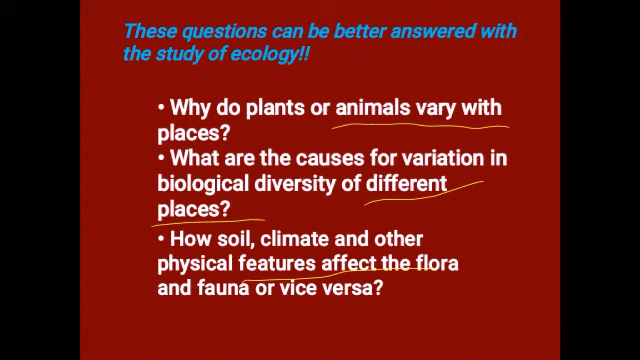 These questions can be better answered with
the study of ecology!!
• Why do plants or animals vary with
places?
• What are the causes for variation in
biological diversity of different
places?
• How soil, climate and other
physical features affect the flora
and fauna or vice versa?